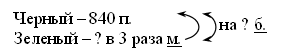 Черный – 840 п.
Зеленый – ? в 3 раза м.
на ? б.